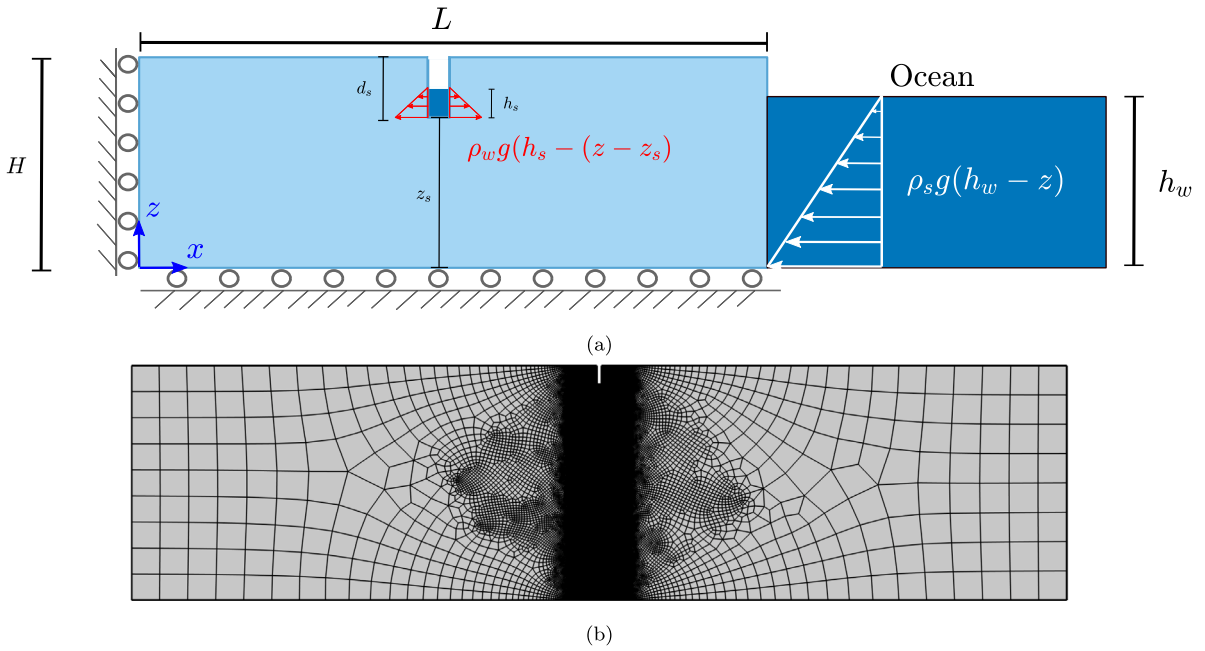 L
Ocean
d_s
h_s
ρ_w g(h_s − (z − z_s)
ρ_s g(h_w − z)
H
h_w
z_s
z
x
(a)
(b)